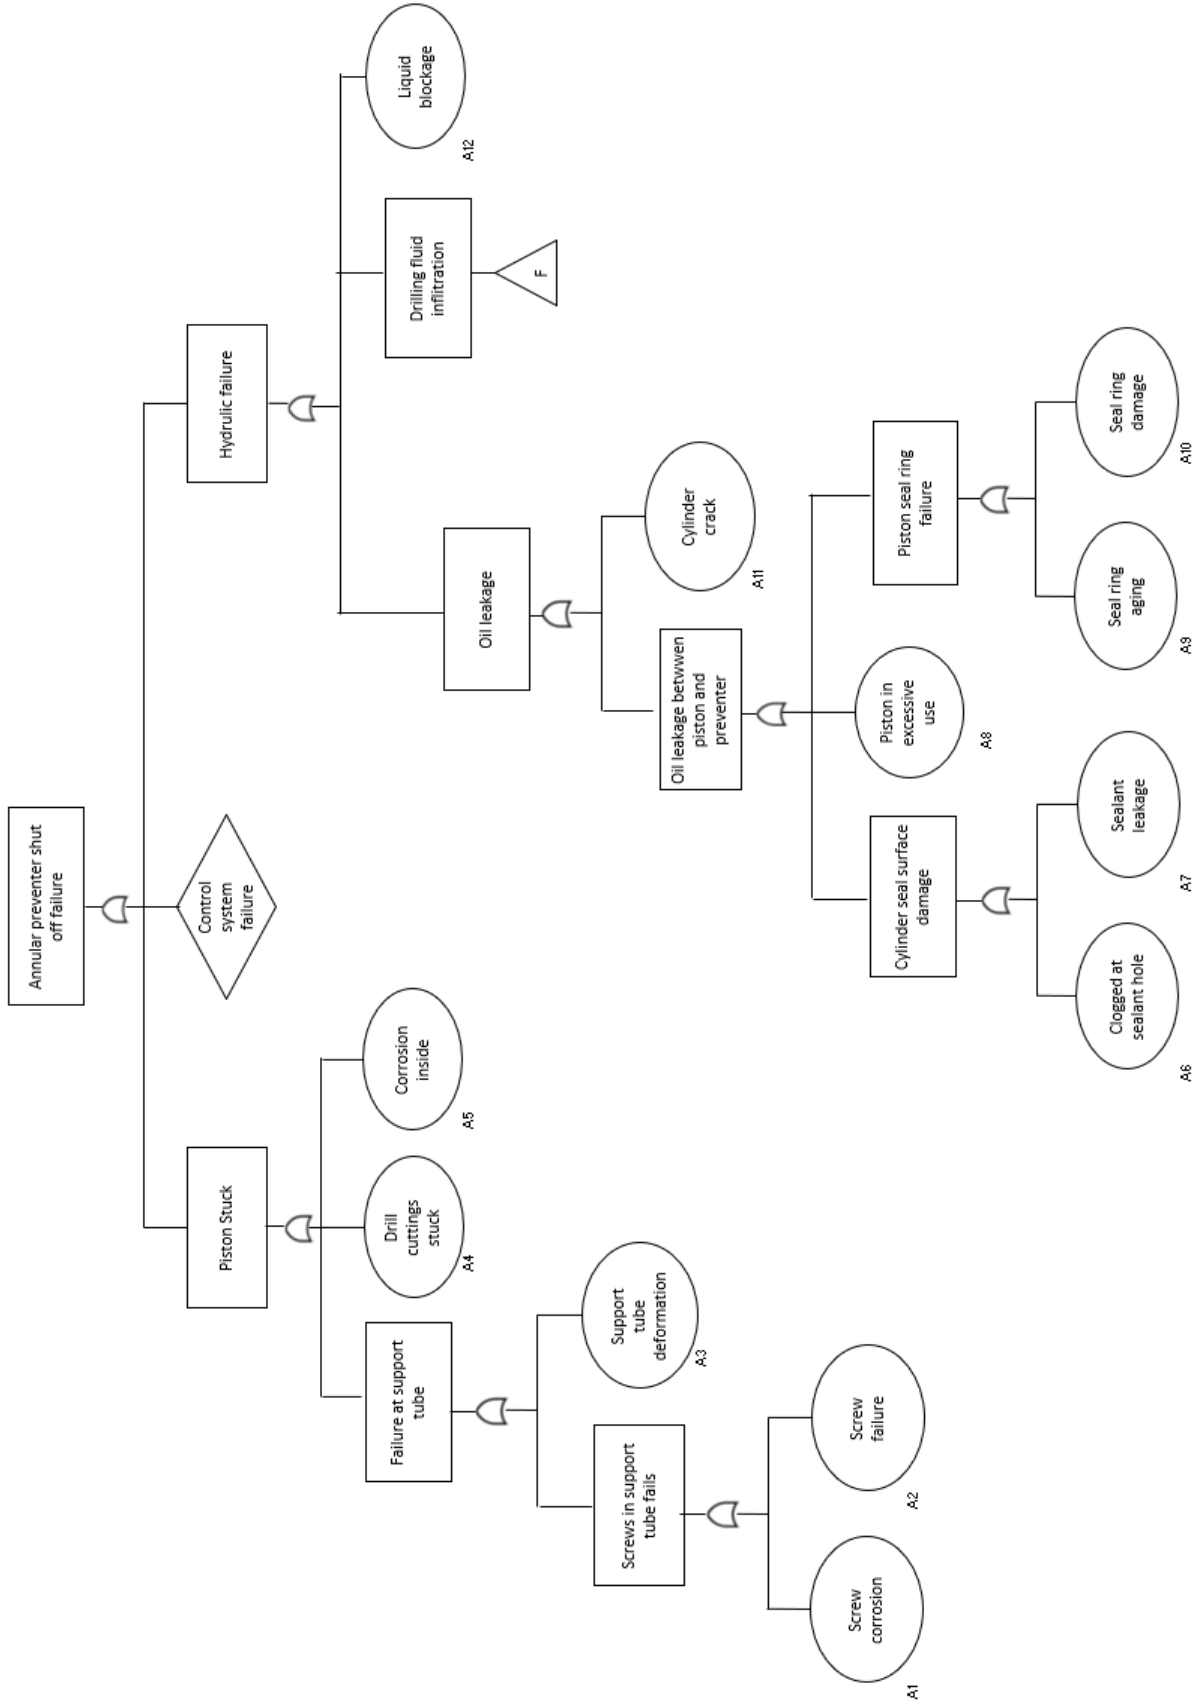 Annular preventer shut
off failure
Piston Stuck
Control
system
failure
Hydrulic failure
Failure at support
tube
Drill
cuttings
stuck
A4
Corrosion
inside
A5
Oil leakage
Drilling fluid
inflitration
F
Liquid
blockage
A12
Screws in support
tube fails
Support
tube
deformation
A3
Oil leakage betwwen
piston and
preventer
Cylinder
crack
A11
Screw
corrosion
A1
Screw
failure
A2
Cylinder seal surface
damage
Piston in
excessive
use
A8
Piston seal ring
failure
Clogged at
sealant hole
A6
Sealant
leakage
A7
Seal ring
aging
A9
Seal ring
damage
A10